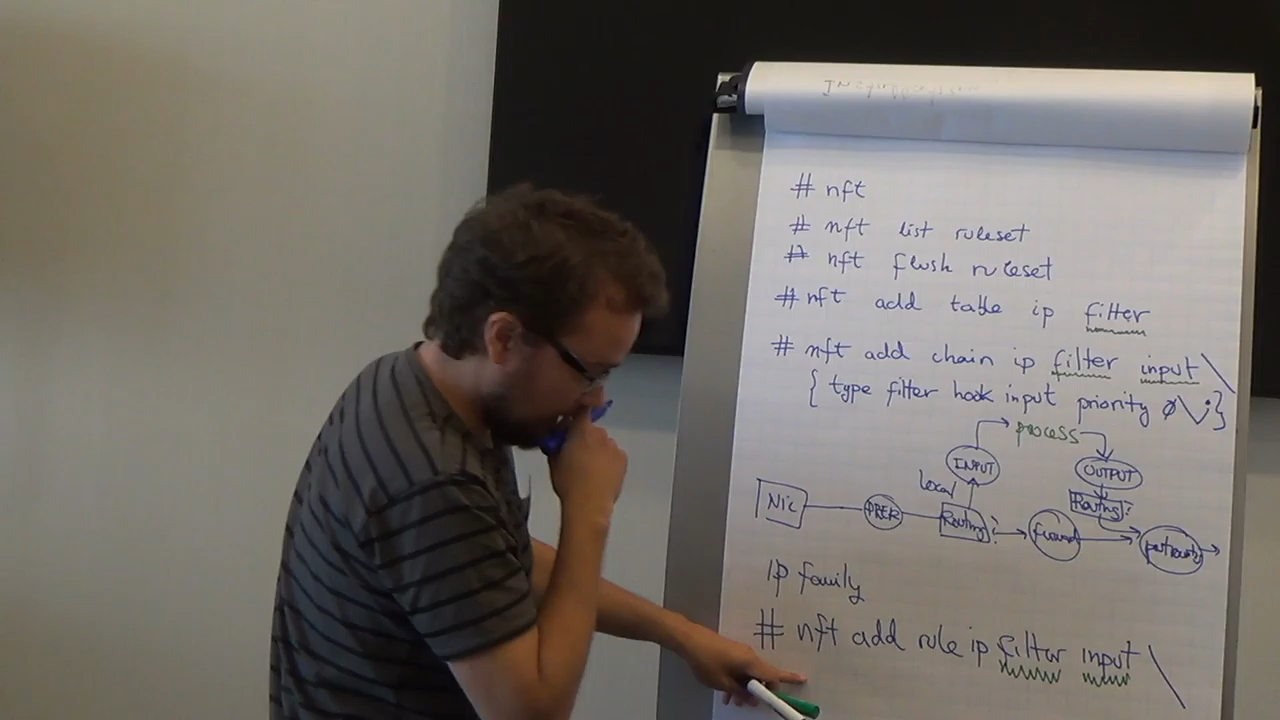 # nft
# nft list ruleset
# nft flush ruleset
# nft add table ip filter
# nft add chain ip filter input \
{ type filter hook input priority 0\;}
process
INPUT
OUTPUT
Local
Routing?
Nic
PRER
Routing?
forward
postrouting
ip family
# nft add rule ip filter input \